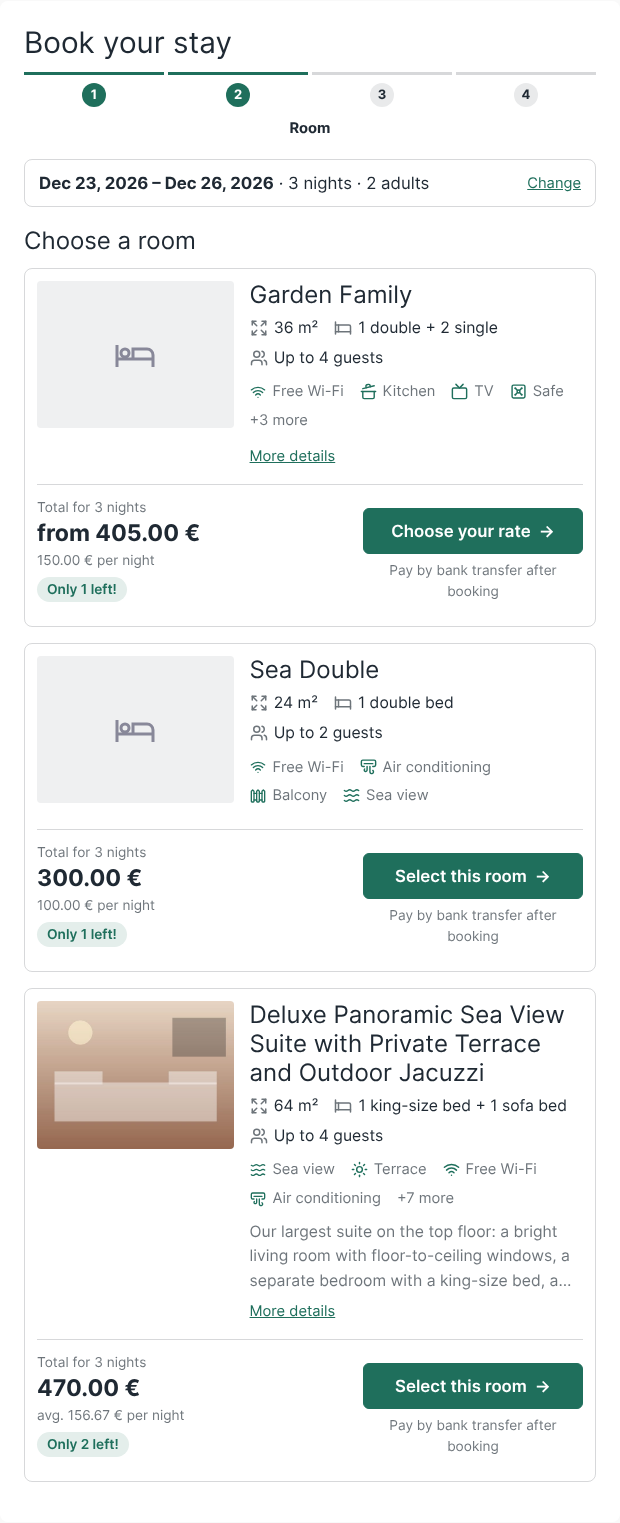 Book your stay
1 2 3 4
Room
Dec 23, 2026 – Dec 26, 2026 · 3 nights · 2 adults Change
Choose a room
Garden Family
36 m² 1 double + 2 single
Up to 4 guests
Free Wi-Fi Kitchen TV Safe
+3 more
More details
Total for 3 nights
from 405.00 €
150.00 € per night
Only 1 left!
Choose your rate →
Pay by bank transfer after
booking
Sea Double
24 m² 1 double bed
Up to 2 guests
Free Wi-Fi Air conditioning
Balcony Sea view
Total for 3 nights
300.00 €
100.00 € per night
Only 1 left!
Select this room →
Pay by bank transfer after
booking
Deluxe Panoramic Sea View
Suite with Private Terrace
and Outdoor Jacuzzi
64 m² 1 king-size bed + 1 sofa bed
Up to 4 guests
Sea view Terrace Free Wi-Fi
Air conditioning +7 more
Our largest suite on the top floor: a bright
living room with floor-to-ceiling windows, a
separate bedroom with a king-size bed, a...
More details
Total for 3 nights
470.00 €
avg. 156.67 € per night
Only 2 left!
Select this room →
Pay by bank transfer after
booking